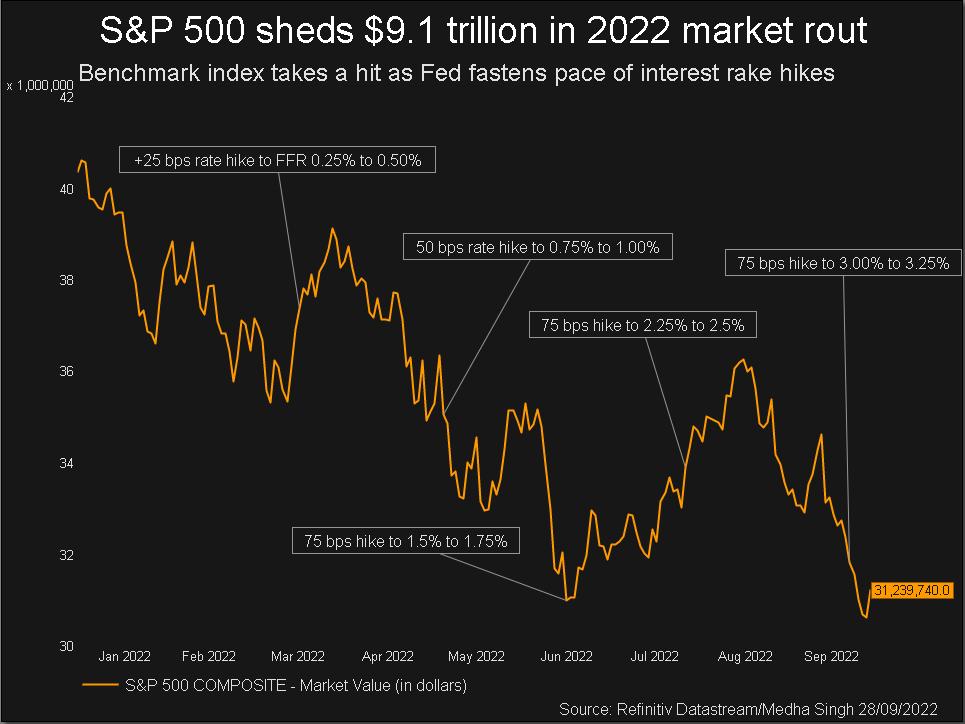 S&P 500 sheds $9.1 trillion in 2022 market rout
Benchmark index takes a hit as Fed fastens pace of interest rake hikes
x 1,000,000
42
+25 bps rate hike to FFR 0.25% to 0.50%
40
50 bps rate hike to 0.75% to 1.00%
75 bps hike to 3.00% to 3.25%
38
75 bps hike to 2.25% to 2.5%
36
34
75 bps hike to 1.5% to 1.75%
32
31,239,740.0
30
Jan 2022 Feb 2022 Mar 2022 Apr 2022 May 2022 Jun 2022 Jul 2022 Aug 2022 Sep 2022
S&P 500 COMPOSITE - Market Value (in dollars)
Source: Refinitiv Datastream/Medha Singh 28/09/2022